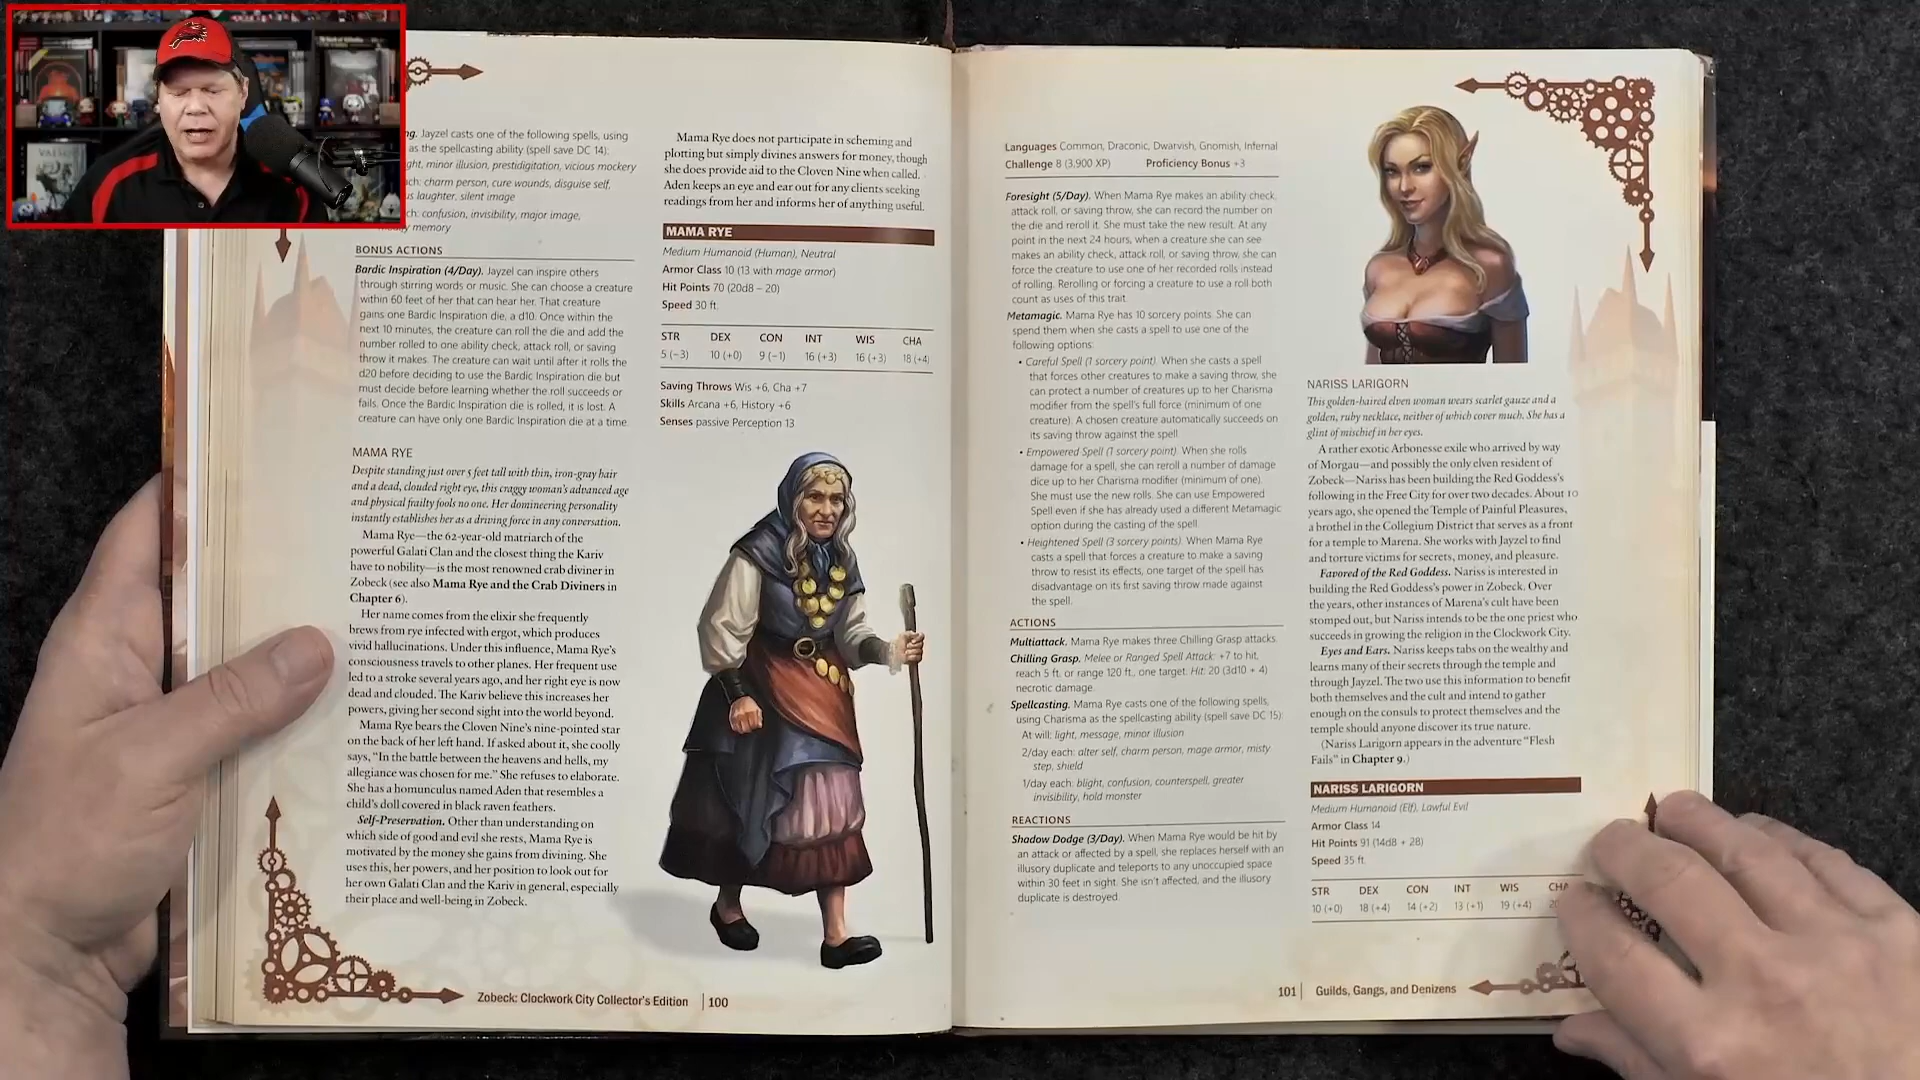 ng. Jayzel casts one of the following spells, using
as the spellcasting ability (spell save DC 14):
ght, minor illusion, prestidigitation, vicious mockery
ch: charm person, cure wounds, disguise self,
us laughter, silent image
ch: confusion, invisibility, major image,
memory
BONUS ACTIONS
Bardic Inspiration (4/Day). Jayzel can inspire others
through stirring words or music. She can choose a creature
within 60 feet of her that can hear her. That creature
gains one Bardic Inspiration die, a d10. Once within the
next 10 minutes, the creature can roll the die and add the
number rolled to one ability check, attack roll, or saving
throw it makes. The creature can wait until after it rolls the
d20 before deciding to use the Bardic Inspiration die but
must decide before learning whether the roll succeeds or
fails. Once the Bardic Inspiration die is rolled, it is lost. A
creature can have only one Bardic Inspiration die at a time.
MAMA RYE
Despite standing just over 5 feet tall with thin, iron-gray hair
and a dead, clouded right eye, this craggy woman's advanced age
and physical frailty fools no one. Her domineering personality
instantly establishes her as a driving force in any conversation.
Mama Rye—the 62-year-old matriarch of the
powerful Galati Clan and the closest thing the Kariv
have to nobility—is the most renowned crab diviner in
Zobeck (see also Mama Rye and the Crab Diviners in
Chapter 6).
Her name comes from the elixir she frequently
brews from rye infected with ergot, which produces
vivid hallucinations. Under this influence, Mama Rye's
consciousness travels to other planes. Her frequent use
led to a stroke several years ago, and her right eye is now
dead and clouded. The Kariv believe this increases her
powers, giving her second sight into the world beyond.
Mama Rye bears the Cloven Nine's nine-pointed star
on the back of her left hand. If asked about it, she coolly
says, "In the battle between the heavens and hells, my
allegiance was chosen for me." She refuses to elaborate.
She has a homunculus named Aden that resembles a
child's doll covered in black raven feathers.
Self-Preservation. Other than understanding on
which side of good and evil she rests, Mama Rye is
motivated by the money she gains from divining. She
uses this, her powers, and her position to look out for
her own Galati Clan and the Kariv in general, especially
their place and well-being in Zobeck.
Mama Rye does not participate in scheming and
plotting but simply divines answers for money, though
she does provide aid to the Cloven Nine when called.
Aden keeps an eye and ear out for any clients seeking
readings from her and informs her of anything useful.
MAMA RYE
Medium Humanoid (Human), Neutral
Armor Class 10 (13 with mage armor)
Hit Points 70 (20d8 – 20)
Speed 30 ft.
STR DEX CON INT WIS CHA
5 (−3) 10 (+0) 9 (−1) 16 (+3) 16 (+3) 18 (+4)
Saving Throws Wis +6, Cha +7
Skills Arcana +6, History +6
Senses passive Perception 13
Zobeck: Clockwork City Collector's Edition | 100
Languages Common, Draconic, Dwarvish, Gnomish, Infernal
Challenge 8 (3,900 XP) Proficiency Bonus +3
Foresight (5/Day). When Mama Rye makes an ability check,
attack roll, or saving throw, she can record the number on
the die and reroll it. She must take the new result. At any
point in the next 24 hours, when a creature she can see
makes an ability check, attack roll, or saving throw, she can
force the creature to use one of her recorded rolls instead
of rolling. Rerolling or forcing a creature to use a roll both
count as uses of this trait.
Metamagic. Mama Rye has 10 sorcery points. She can
spend them when she casts a spell to use one of the
following options:
• Careful Spell (1 sorcery point). When she casts a spell
that forces other creatures to make a saving throw, she
can protect a number of creatures up to her Charisma
modifier from the spell's full force (minimum of one
creature). A chosen creature automatically succeeds on
its saving throw against the spell.
• Empowered Spell (1 sorcery point). When she rolls
damage for a spell, she can reroll a number of damage
dice up to her Charisma modifier (minimum of one).
She must use the new rolls. She can use Empowered
Spell even if she has already used a different Metamagic
option during the casting of the spell.
• Heightened Spell (3 sorcery points). When Mama Rye
casts a spell that forces a creature to make a saving
throw to resist its effects, one target of the spell has
disadvantage on its first saving throw made against
the spell.
ACTIONS
Multiattack. Mama Rye makes three Chilling Grasp attacks.
Chilling Grasp. Melee or Ranged Spell Attack: +7 to hit,
reach 5 ft. or range 120 ft., one target. Hit: 20 (3d10 + 4)
necrotic damage.
Spellcasting. Mama Rye casts one of the following spells,
using Charisma as the spellcasting ability (spell save DC 15):
At will: light, message, minor illusion
2/day each: alter self, charm person, mage armor, misty
step, shield
1/day each: blight, confusion, counterspell, greater
invisibility, hold monster
REACTIONS
Shadow Dodge (3/Day). When Mama Rye would be hit by
an attack or affected by a spell, she replaces herself with an
illusory duplicate and teleports to any unoccupied space
within 30 feet in sight. She isn't affected, and the illusory
duplicate is destroyed.
NARISS LARIGORN
This golden-haired elven woman wears scarlet gauze and a
golden, ruby necklace, neither of which cover much. She has a
glint of mischief in her eyes.
A rather exotic Arbonesse exile who arrived by way
of Morgau—and possibly the only elven resident of
Zobeck—Nariss has been building the Red Goddess's
following in the Free City for over two decades. About 10
years ago, she opened the Temple of Painful Pleasures,
a brothel in the Collegium District that serves as a front
for a temple to Marena. She works with Jayzel to find
and torture victims for secrets, money, and pleasure.
Favored of the Red Goddess. Nariss is interested in
building the Red Goddess's power in Zobeck. Over
the years, other instances of Marena's cult have been
stomped out, but Nariss intends to be the one priest who
succeeds in growing the religion in the Clockwork City.
Eyes and Ears. Nariss keeps tabs on the wealthy and
learns many of their secrets through the temple and
through Jayzel. The two use this information to benefit
both themselves and the cult and intend to gather
enough on the consuls to protect themselves and the
temple should anyone discover its true nature.
(Nariss Larigorn appears in the adventure "Flesh
Fails" in Chapter 9.)
NARISS LARIGORN
Medium Humanoid (Elf), Lawful Evil
Armor Class 14
Hit Points 91 (14d8 + 28)
Speed 35 ft.
STR DEX CON INT WIS CHA
10 (+0) 18 (+4) 14 (+2) 13 (+1) 19 (+4) 20
101 | Guilds, Gangs, and Denizens